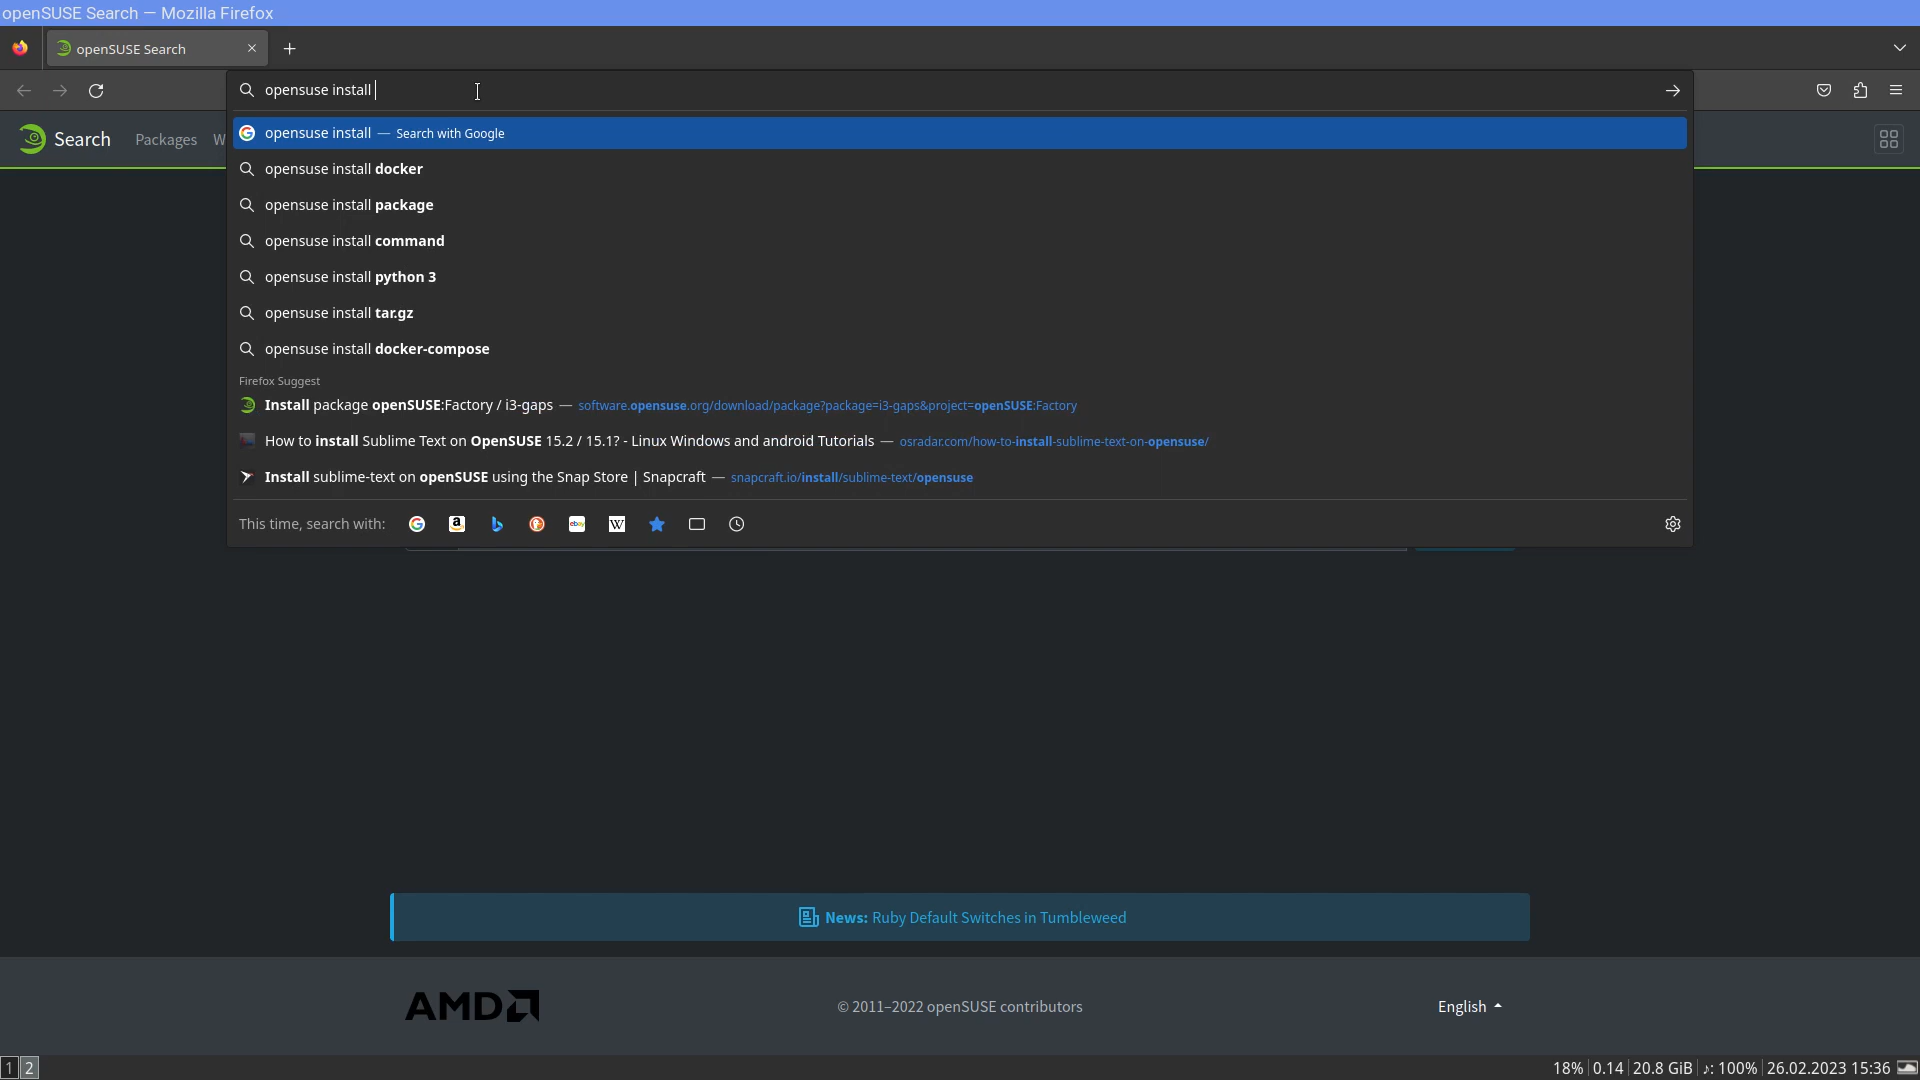 openSUSE Search — Mozilla Firefox
openSUSE Search
opensuse install
Search Packages W
opensuse install — Search with Google
opensuse install docker
opensuse install package
opensuse install command
opensuse install python 3
opensuse install tar.gz
opensuse install docker-compose
Firefox Suggest
Install package openSUSE:Factory / i3-gaps — software.opensuse.org/download/package?package=i3-gaps&project=openSUSE:Factory
How to install Sublime Text on OpenSUSE 15.2 / 15.1? - Linux Windows and android Tutorials — osradar.com/how-to-install-sublime-text-on-opensuse/
Install sublime-text on openSUSE using the Snap Store | Snapcraft — snapcraft.io/install/sublime-text/opensuse
This time, search with:
News: Ruby Default Switches in Tumbleweed
AMD © 2011–2022 openSUSE contributors English
1 2 18% 0.14 20.8 GiB ♪: 100% 26.02.2023 15:36